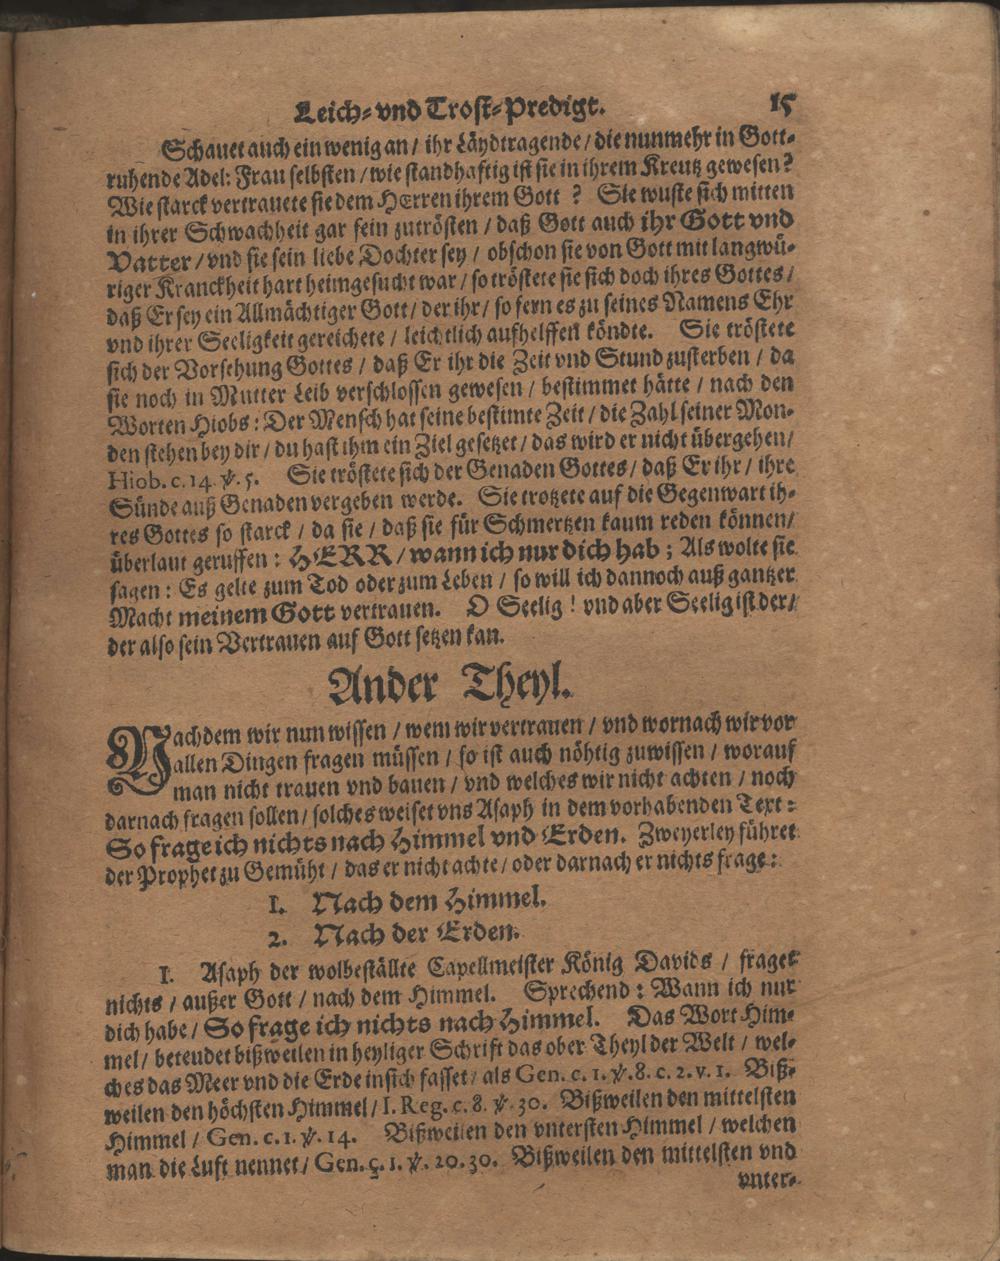 Leich- vnd Trost-Predigt. 15
Schauet auch ein wenig an / ihr Läydtragende / die nunmehr in Gott-
ruhende Adel: Frau selbsten / wie standhaftig ist sie in ihrem Kreutz gewesen?
Wie starck vertrauete sie dem HErren ihrem Gott ? Sie wuste sich mitten
in ihrer Schwachheit gar fein zutrösten / daß Gott auch ihr Gott vnd
Vatter / vnd sie sein liebe Dochter sey / obschon sie von Gott mit langwü-
riger Kranckheit hart heimgesucht war / so tröstete sie sich doch ihres Gottes /
daß Er sey ein Allmächtiger Gott / der ihr / so fern es zu seines Namens Ehr
vnd ihrer Seeligkeit gereichete / leichtlich aufhelffen köndte. Sie tröstete
sich der Vorsehung Gottes / daß Er ihr die Zeit vnd Stund zusterben / da
sie noch in Mutter Leib verschlossen gewesen / bestimmet hätte / nach den
Worten Hiobs: Der Mensch hat seine bestimte Zeit / die Zahl seiner Mon-
den stehen bey dir / du hast ihm ein Ziel gesetzet / das wird er nicht übergehen /
Hiob. c. 14. ℣. 5. Sie tröstete sich der Genaden Gottes / daß Er ihr / ihre
Sünde auß Genaden vergeben werde. Sie trotzete auf die Gegenwart ih-
res Gottes so starck / da sie / daß sie für Schmertzen kaum reden können /
überlaut geruffen: HERR / wann ich nur dich hab; Als wolte sie
sagen: Es gelte zum Tod oder zum Leben / so will ich dannoch auß gantzer
Macht meinem Gott vertrauen. O Seelig! vnd aber Seelig ist der /
der also sein Vertrauen auf Gott setzen kan.
Ander Theyl.
Nachdem wir nun wissen / wem wir vertrauen / vnd wornach wir vor
allen Dingen fragen müssen / so ist auch nöhtig zuwissen / worauf
man nicht trauen vnd bauen / vnd welches wir nicht achten / noch
darnach fragen sollen / solches weiset vns Asaph in dem vorhabenden Text:
So frage ich nichts nach Himmel vnd Erden. Zweyerley führet
der Prophet zu Gemüht / das er nicht achte / oder darnach er nichts frage:
1. Nach dem Himmel.
2. Nach der Erden.
I. Asaph der wolbeställte Capellmeister König Davids / fraget
nichts / außer Gott / nach dem Himmel. Sprechend: Wann ich nur
dich habe / So frage ich nichts nach Himmel. Das Wort Him-
mel / beteudet bißweilen in heyliger Schrift das ober Theyl der Welt / wel-
ches das Meer vnd die Erde in sich fasset / als Gen. c. 1. ℣. 8. c. 2. v. 1. Biß-
weilen den höchsten Himmel / I. Reg. c. 8. ℣. 30. Bißweilen den mittelsten
Himmel / Gen. c. 1. ℣. 14. Bißweilen den vntersten Himmel / welchen
man die Luft nennet / Gen. c. 1. ℣. 20. 30. Bißweilen den mittelsten vnd
vnter-